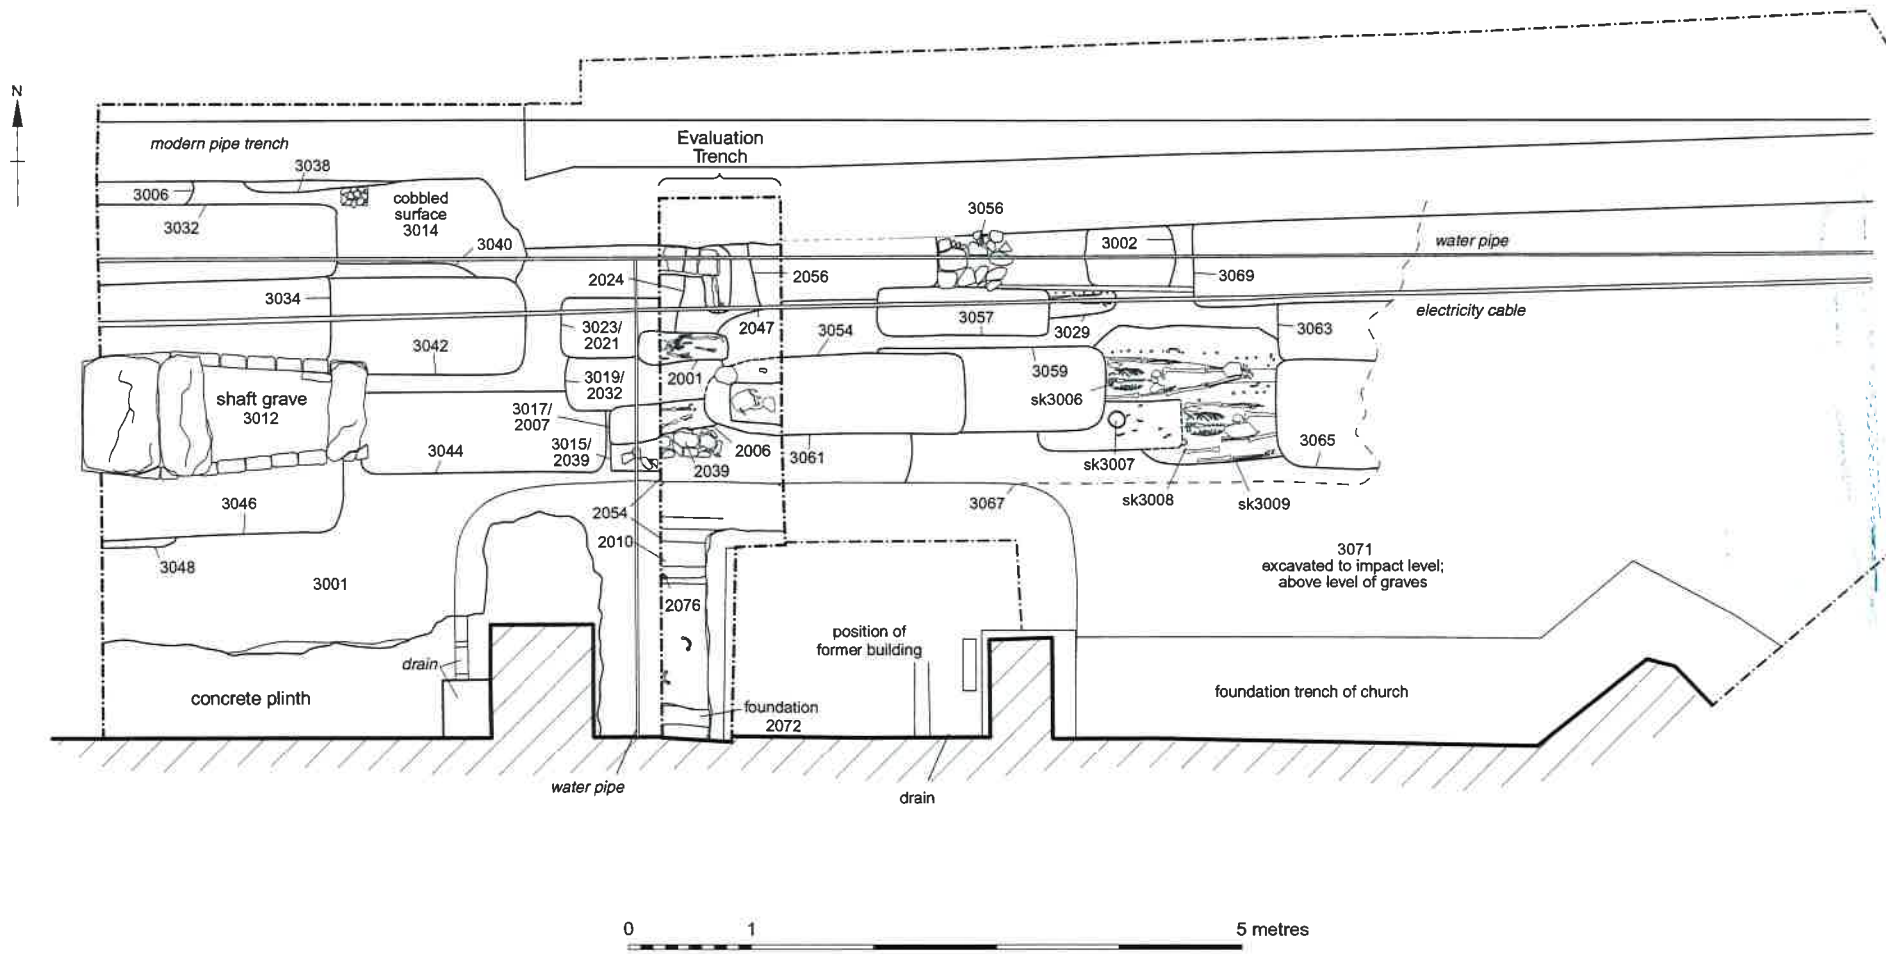 N
modern pipe trench
Evaluation
Trench
3038
3006
cobbled
surface
3014
3032
3040
3056
3002
water pipe
3069
2024
2056
3034
electricity cable
3023/
2021
2047
3054
3057
3029
3063
3042
2001
3059
3019/
2032
shaft grave
3012
sk3006
3017/
2007
3015/
2039
2006
3044
2039
3061
3065
sk3007
sk3008
sk3009
3046
2054
3067
2010
3048
3001
3071
excavated to impact level;
above level of graves
2076
position of
former building
drain
concrete plinth
foundation
2072
foundation trench of church
water pipe
drain
0 1 5 metres